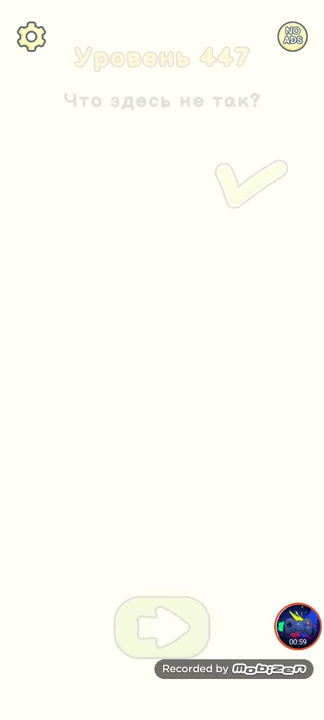 NO
ADS
Уровень 447
Что здесь не так?
00:59
Recorded by MOBIZEN